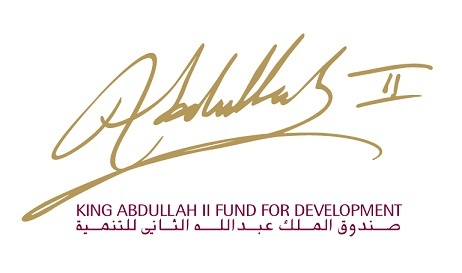 Abdullah II
KING ABDULLAH II FUND FOR DEVELOPMENT
صندوق الملك عبدالله الثاني للتنمية